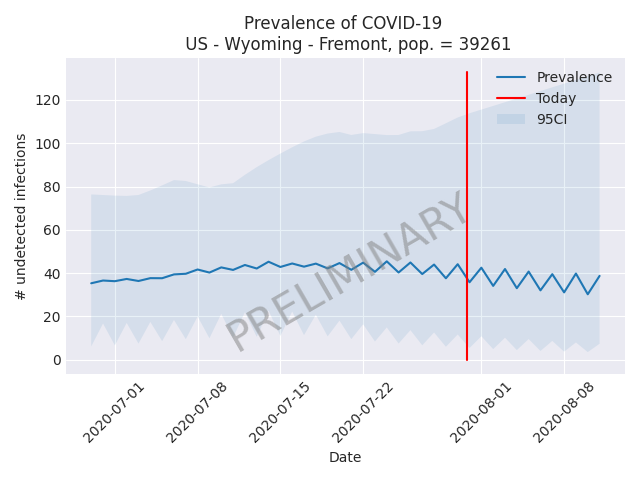 Prevalence of COVID-19
US - Wyoming - Fremont, pop. = 39261
Prevalence
Today
95CI
120
100
80
60
40
20
0
# undetected infections
PRELIMINARY
2020-07-01
2020-07-08
2020-07-15
2020-07-22
2020-08-01
2020-08-08
Date